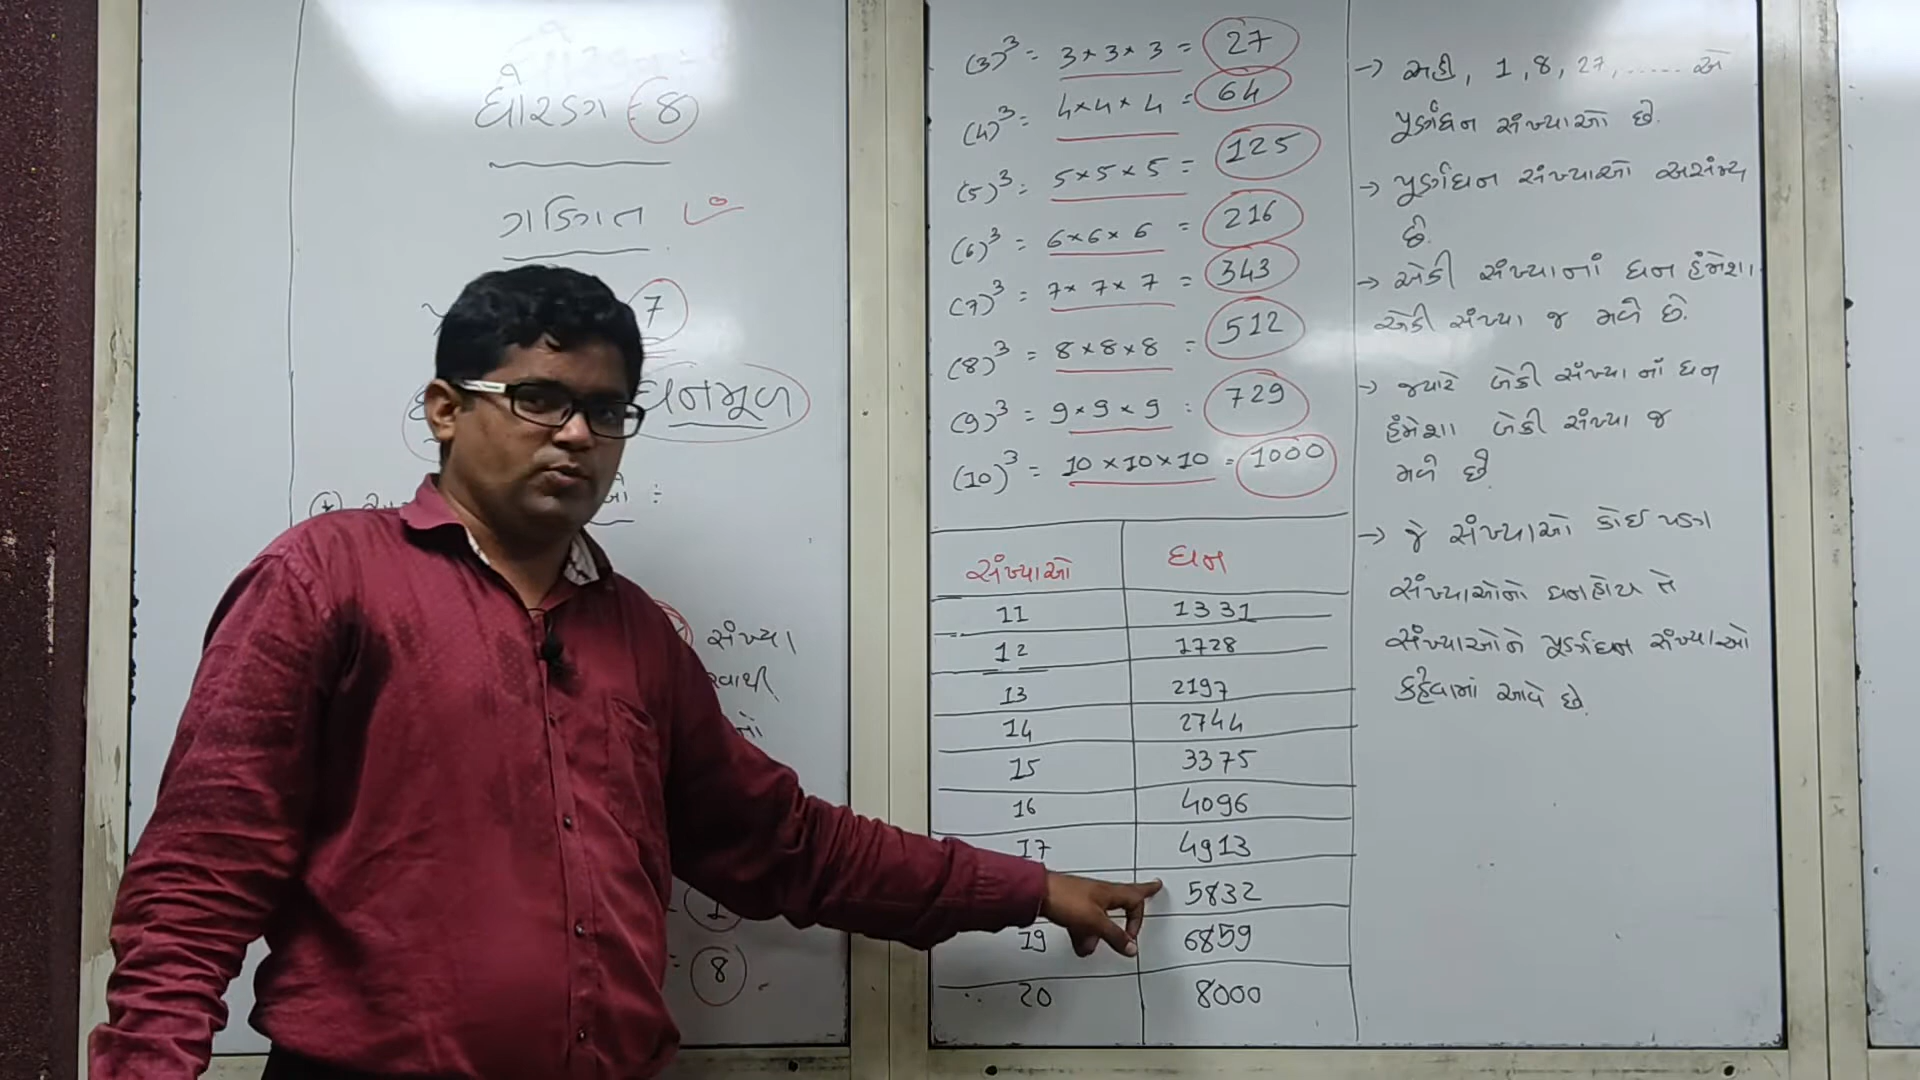 ધોરણ :- 8
ગણિત
7
ઘનમૂળ
સંખ્યા
1
= 8
(3)³ = 3×3×3 = 27
(4)³ = 4×4×4 = 64
(5)³ = 5×5×5 = 125
(6)³ = 6×6×6 = 216
(7)³ = 7×7×7 = 343
(8)³ = 8×8×8 = 512
(9)³ = 9×9×9 = 729
(10)³ = 10×10×10 = 1000
સંખ્યાઓ ઘન
11 1331
12 1728
13 2197
14 2744
15 3375
16 4096
17 4913
5832
19 6859
20 8000
→ અહીં, 1, 8, 27, ...... એ
પૂર્ણઘન સંખ્યાઓ છે.
→ પૂર્ણઘન સંખ્યાઓ અસંખ્ય
છે.
→ એકી સંખ્યાનાં ઘન હંમેશા
એકી સંખ્યા જ મળે છે.
→ જ્યારે બેકી સંખ્યાનાં ઘન
હંમેશા બેકી સંખ્યા જ
મળે છે.
→ જે સંખ્યાઓ કોઈ પણ
સંખ્યાઓનો ઘન હોય તે
સંખ્યાઓને પૂર્ણઘન સંખ્યાઓ
કહેવામાં આવે છે.